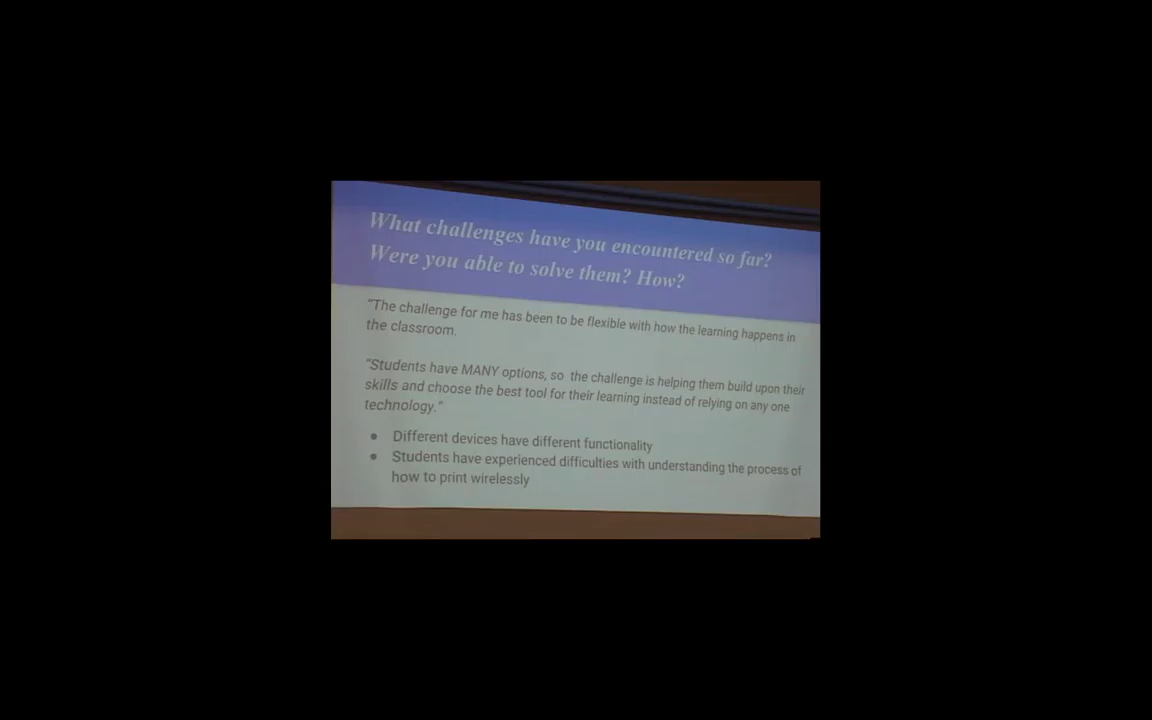 What challenges have you encountered so far?
Were you able to solve them? How?
"The challenge for me has been to be flexible with how the learning happens in
the classroom.
"Students have MANY options, so the challenge is helping them build upon their
skills and choose the best tool for their learning instead of relying on any one
technology."
● Different devices have different functionality
● Students have experienced difficulties with understanding the process of
how to print wirelessly